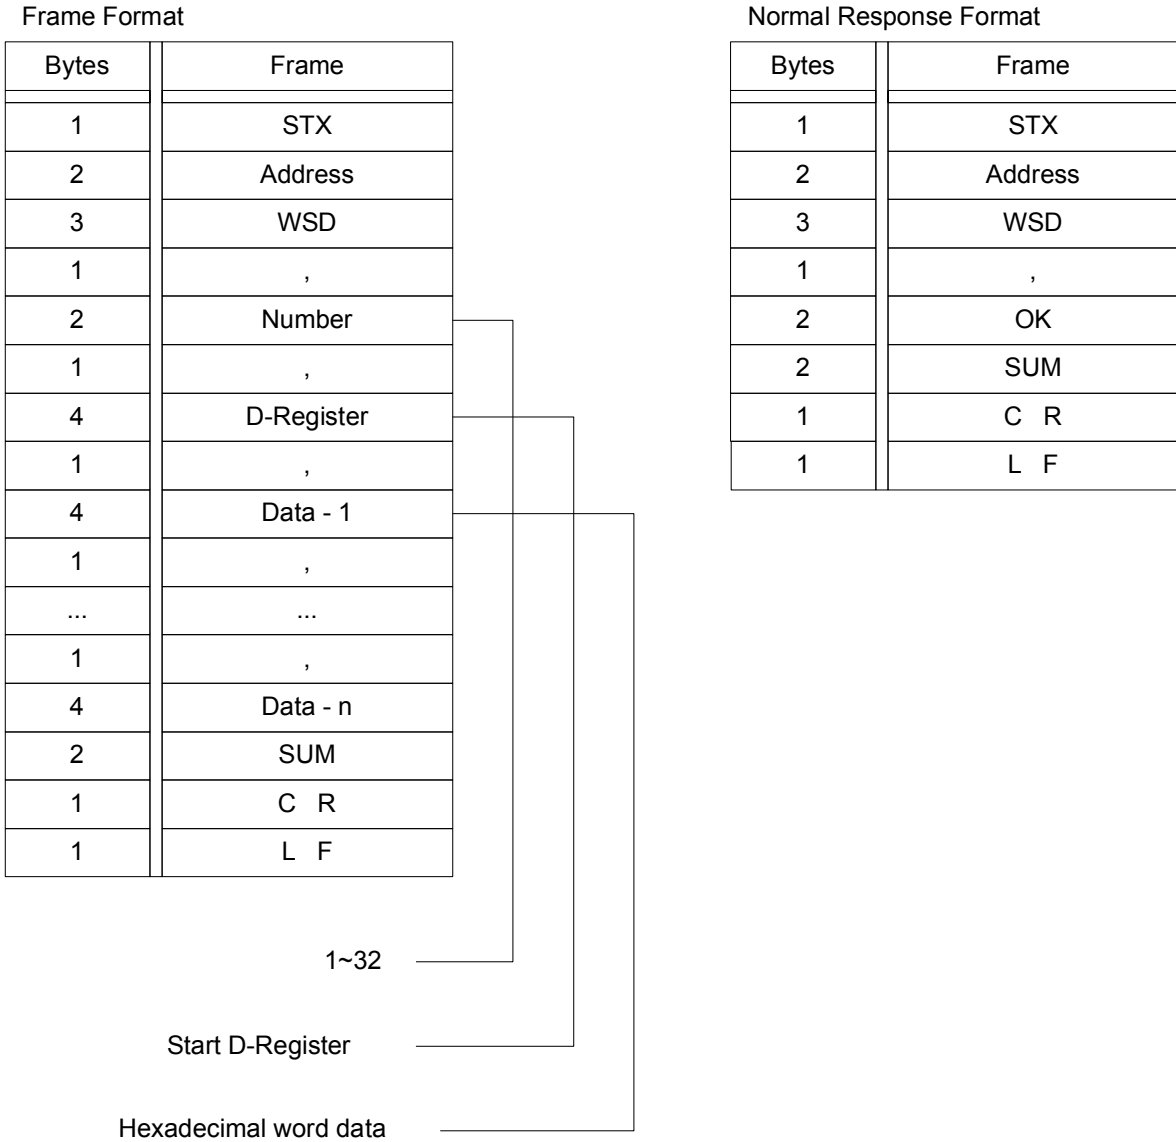 Frame Format
Bytes Frame
1 STX
2 Address
3 WSD
1 ,
2 Number
1 ,
4 D-Register
1 ,
4 Data - 1
1 ,
... ...
1 ,
4 Data - n
2 SUM
1 C R
1 L F
1~32
Start D-Register
Hexadecimal word data
Normal Response Format
Bytes Frame
1 STX
2 Address
3 WSD
1 ,
2 OK
2 SUM
1 C R
1 L F